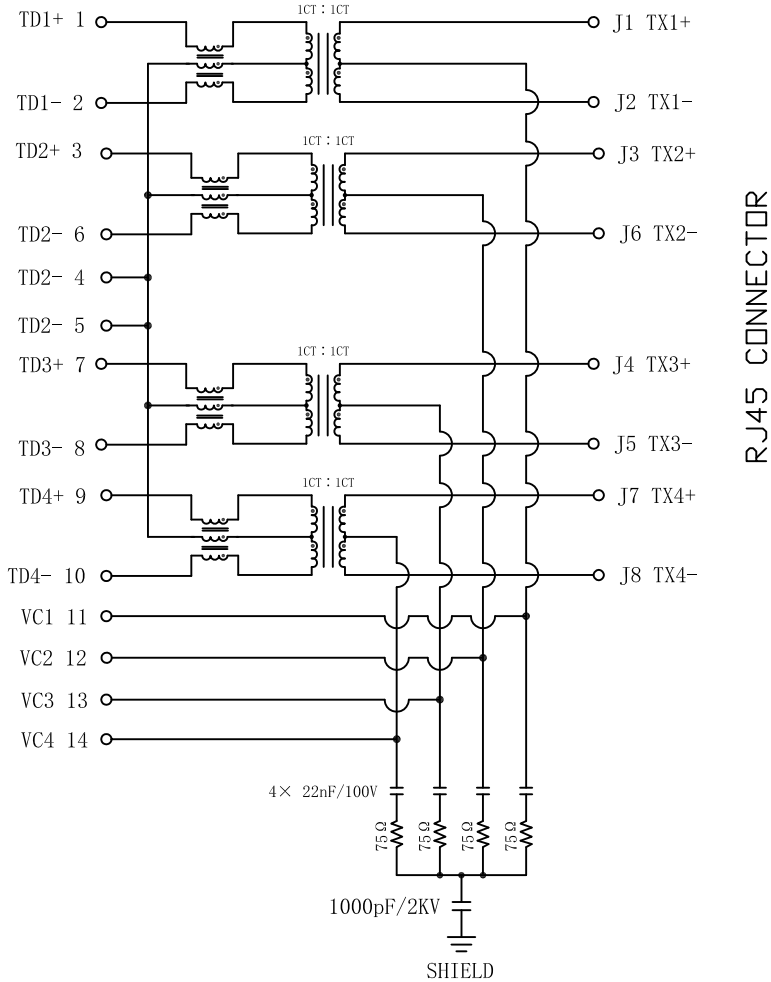 1CT : 1CT
TD1+ 1
J1 TX1+
TD1- 2
J2 TX1-
1CT : 1CT
TD2+ 3
J3 TX2+
TD2- 6
J6 TX2-
TD2- 4
TD2- 5
1CT : 1CT
TD3+ 7
J4 TX3+
TD3- 8
J5 TX3-
1CT : 1CT
TD4+ 9
J7 TX4+
TD4- 10
J8 TX4-
VC1 11
VC2 12
VC3 13
VC4 14
4× 22nF/100V
75Ω
75Ω
75Ω
75Ω
1000pF/2KV
SHIELD
RJ45 CONNECTOR